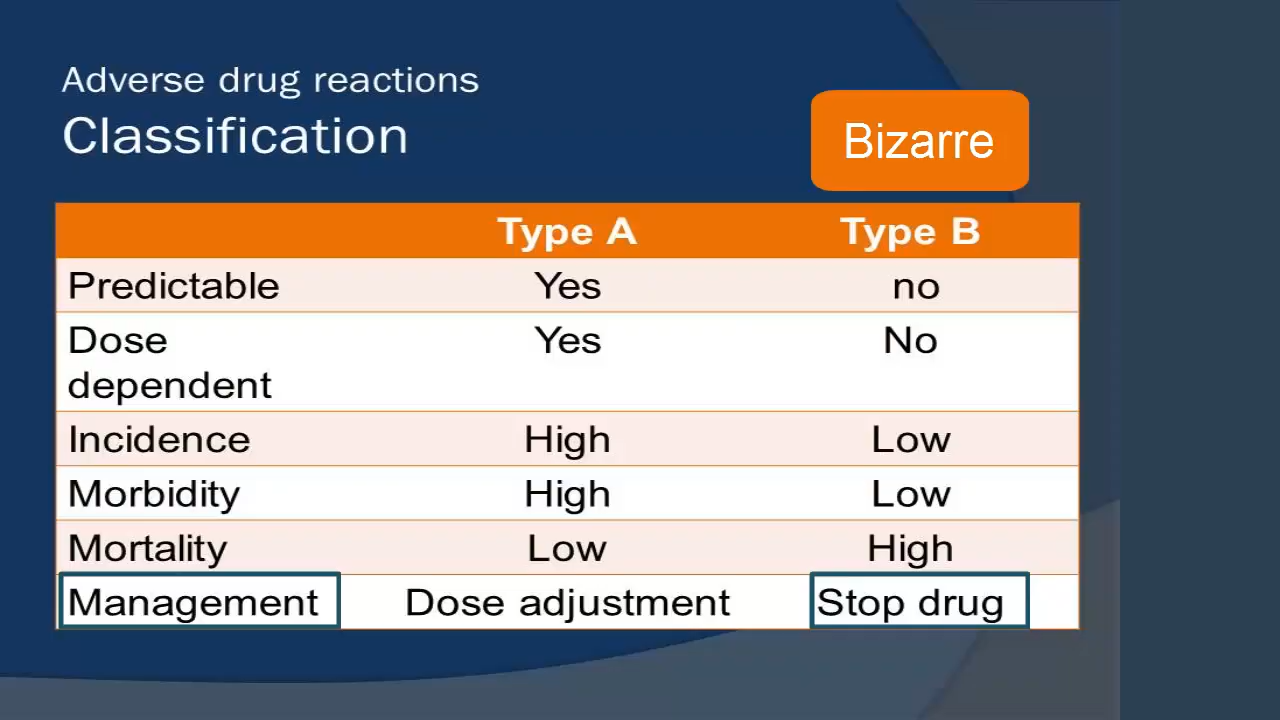 Adverse drug reactions
Classification
Bizarre
Type A Type B
Predictable Yes no
Dose Yes No
dependent
Incidence High Low
Morbidity High Low
Mortality Low High
Management Dose adjustment Stop drug